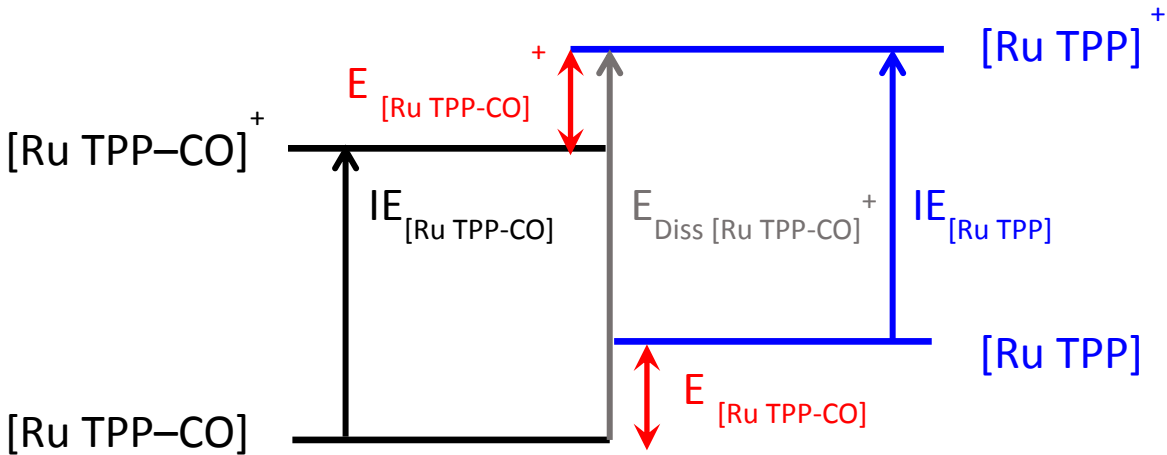 [Ru TPP]+
E [Ru TPP-CO]+
[Ru TPP–CO]+
IE[Ru TPP-CO]
EDiss [Ru TPP-CO]+
IE[Ru TPP]
[Ru TPP]
E [Ru TPP-CO]
[Ru TPP–CO]